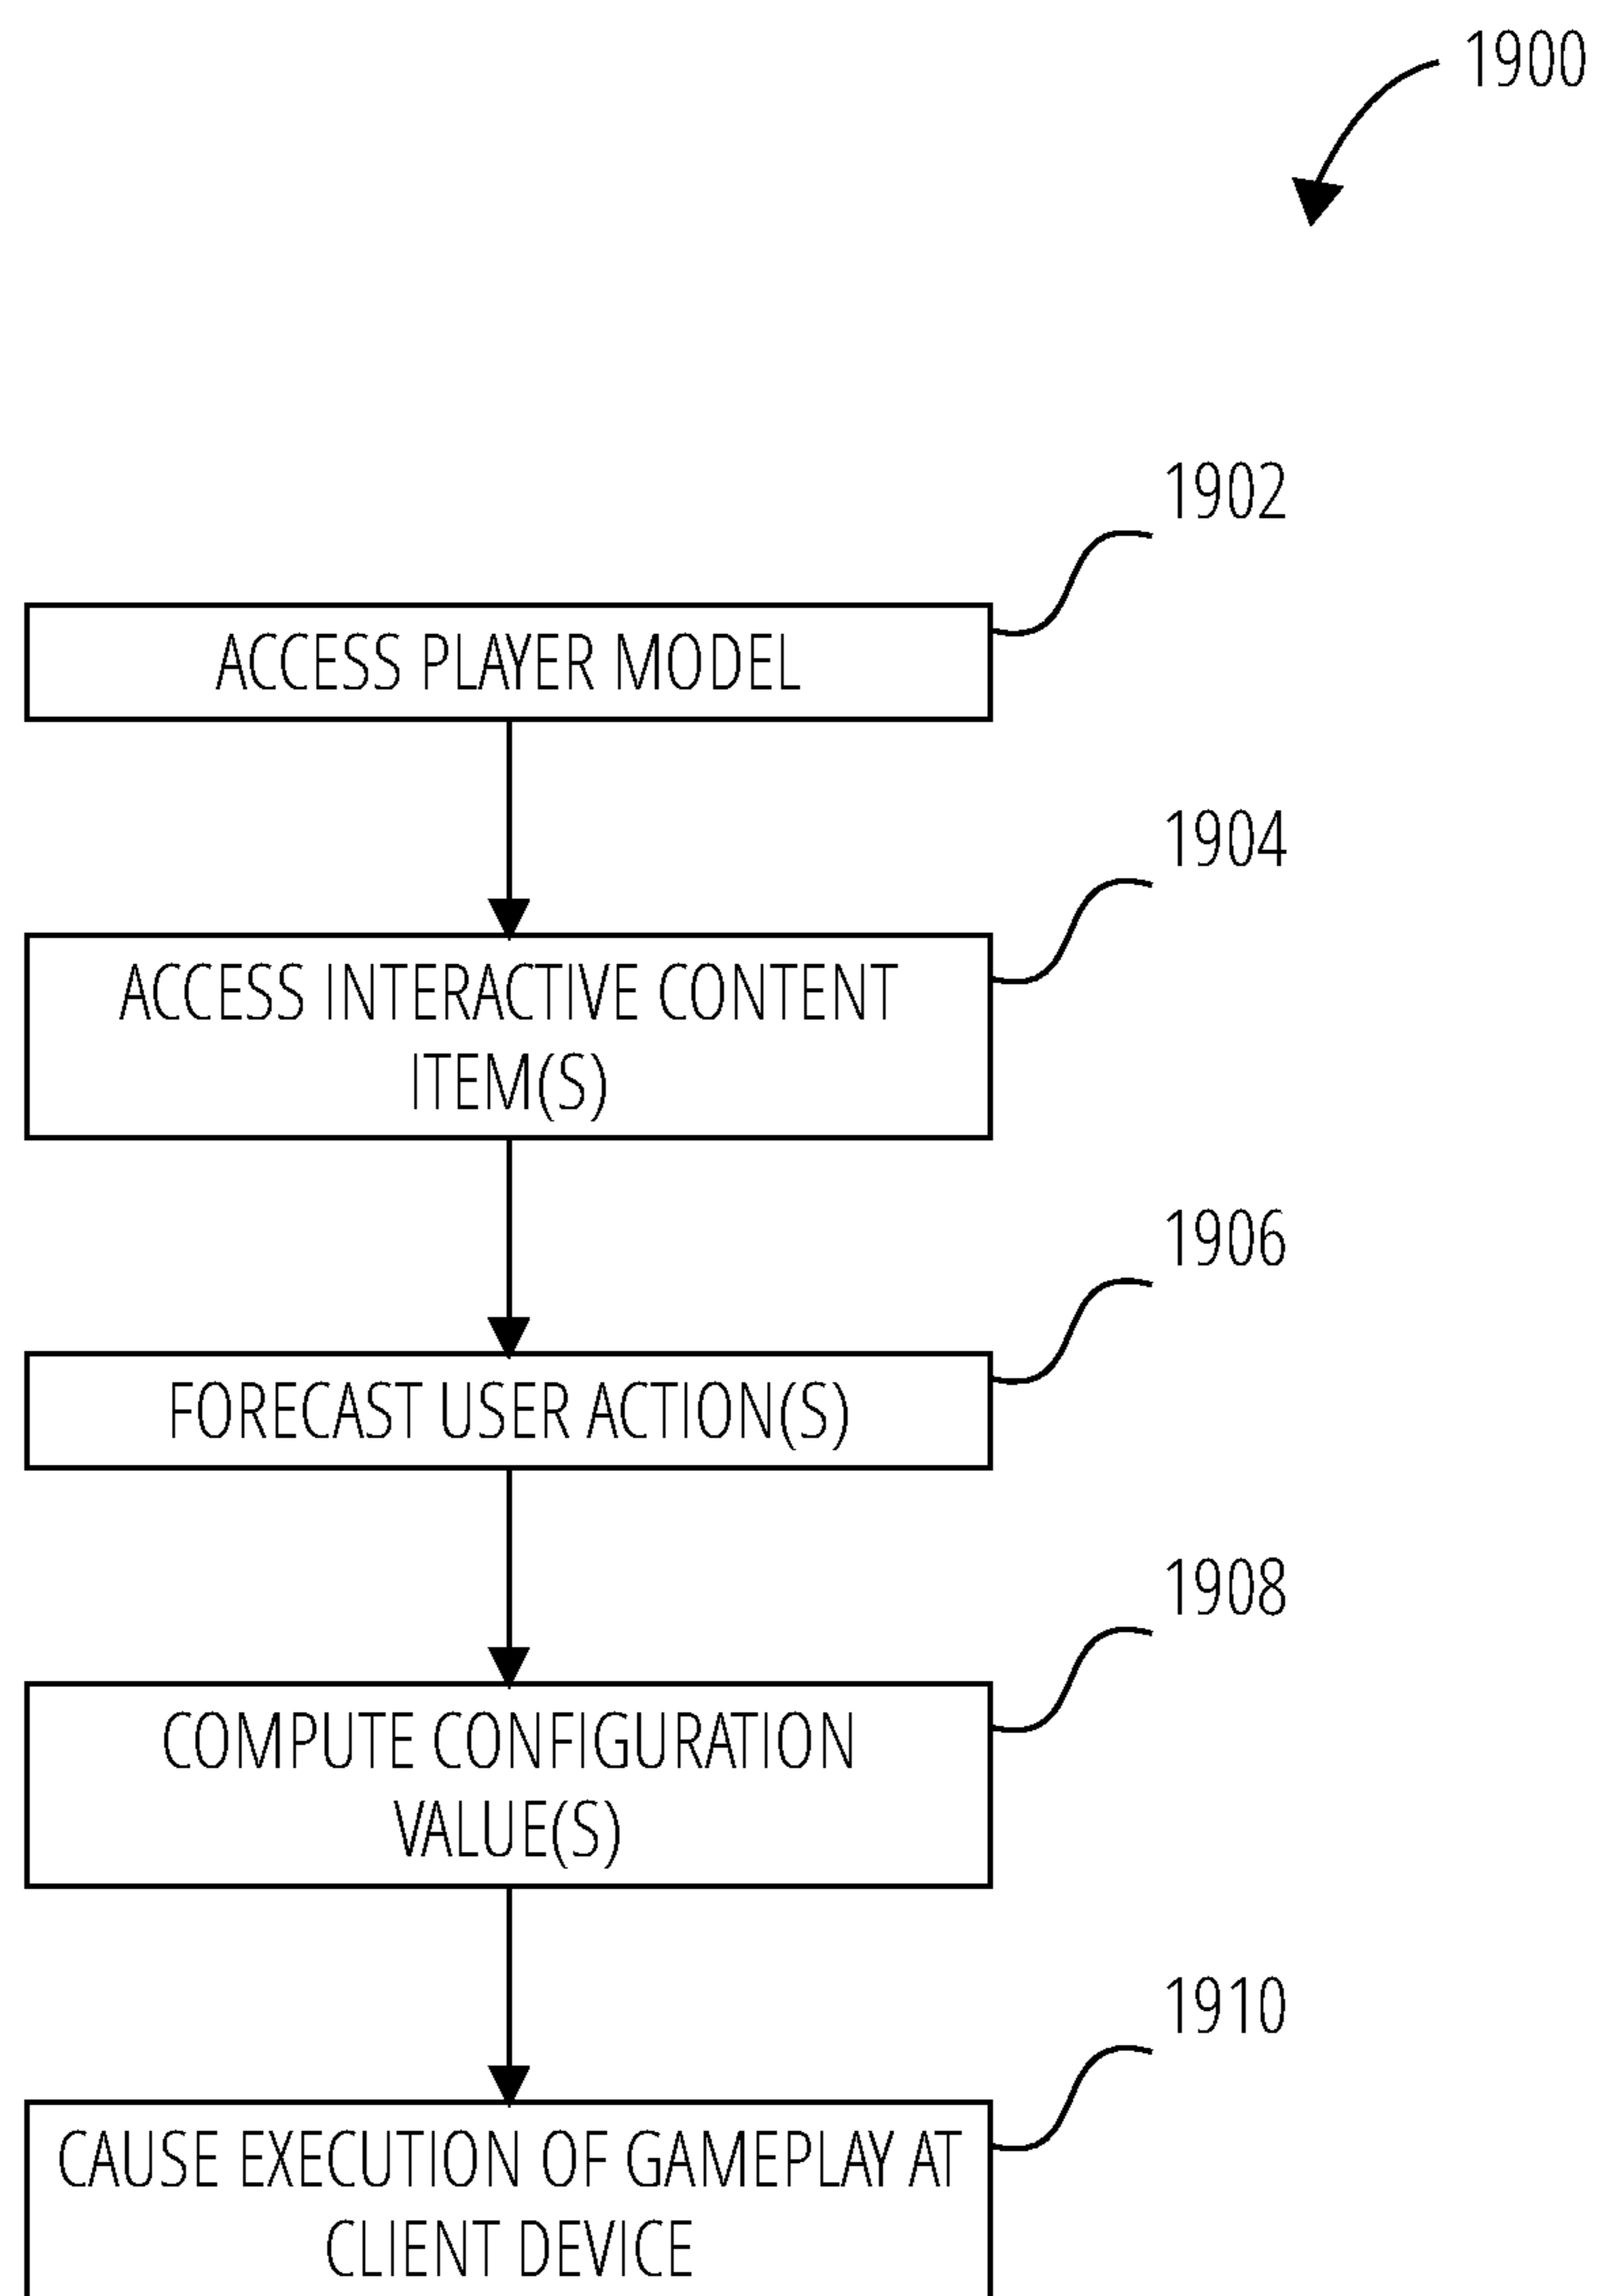 1900
1902
ACCESS PLAYER MODEL
1904
ACCESS INTERACTIVE CONTENT
ITEM(S)
1906
FORECAST USER ACTION(S)
1908
COMPUTE CONFIGURATION
VALUE(S)
1910
CAUSE EXECUTION OF GAMEPLAY AT
CLIENT DEVICE